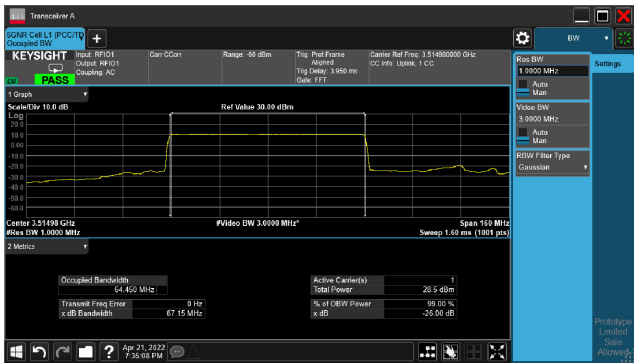 Transceiver A
5GNR Cell L1 (PCC/TD
Occupied BW
+
BW
KEYSIGHT
Input: RFIO1
Output: RFIO1
Coupling: AC
Corr CCorr
Range: -60 dBm
Trig: Prot Frame
Aligned
Trig Delay: 3.950 ms
Gate: FFT
Carrier Ref Freq: 3.514980000 GHz
CC Info: Uplink, 1 CC
PASS
Res BW
1.0000 MHz
Auto
Man
Settings
Video BW
3.0000 MHz
Auto
Man
RBW Filter Type
Gaussian
1 Graph
Scale/Div 10.0 dB
Ref Value 30.00 dBm
Log
20.0
10.0
0.00
-10.0
-20.0
-30.0
-40.0
-50.0
-60.0
Center 3.51498 GHz
#Video BW 3.0000 MHz*
Span 160 MHz
#Res BW 1.0000 MHz
Sweep 1.60 ms (1001 pts)
2 Metrics
Occupied Bandwidth
64.450 MHz
Transmit Freq Error 0 Hz
x dB Bandwidth 67.15 MHz
Active Carrier(s) 1
Total Power 28.5 dBm
% of OBW Power 99.00 %
x dB -26.00 dB
Prototype
Limited
Sale
Allowed
?
Apr 21, 2022
7:35:08 PM